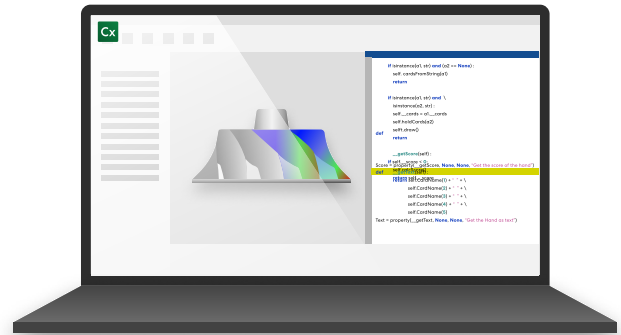 Cx
if isinstance(a1, str) and (a2 == None) :
self._cardsFromString(a1)
return
if isinstance(a1, str) and \
isinstance(a2, str) :
self.__cards = a1.__cards
self.holdCards(a2)
self.draw()
def
return
__getScore(self) :
if self.__score < 0:
Score = property(__getScore, None, None, "Get the score of the hand")
def
return self.CardName(1) + " " + \
self.CardName(2) + " " + \
self.CardName(3) + " " + \
self.CardName(4) + " " + \
self.CardName(5)
Text = property(__getText, None, None, "Get the Hand as text")